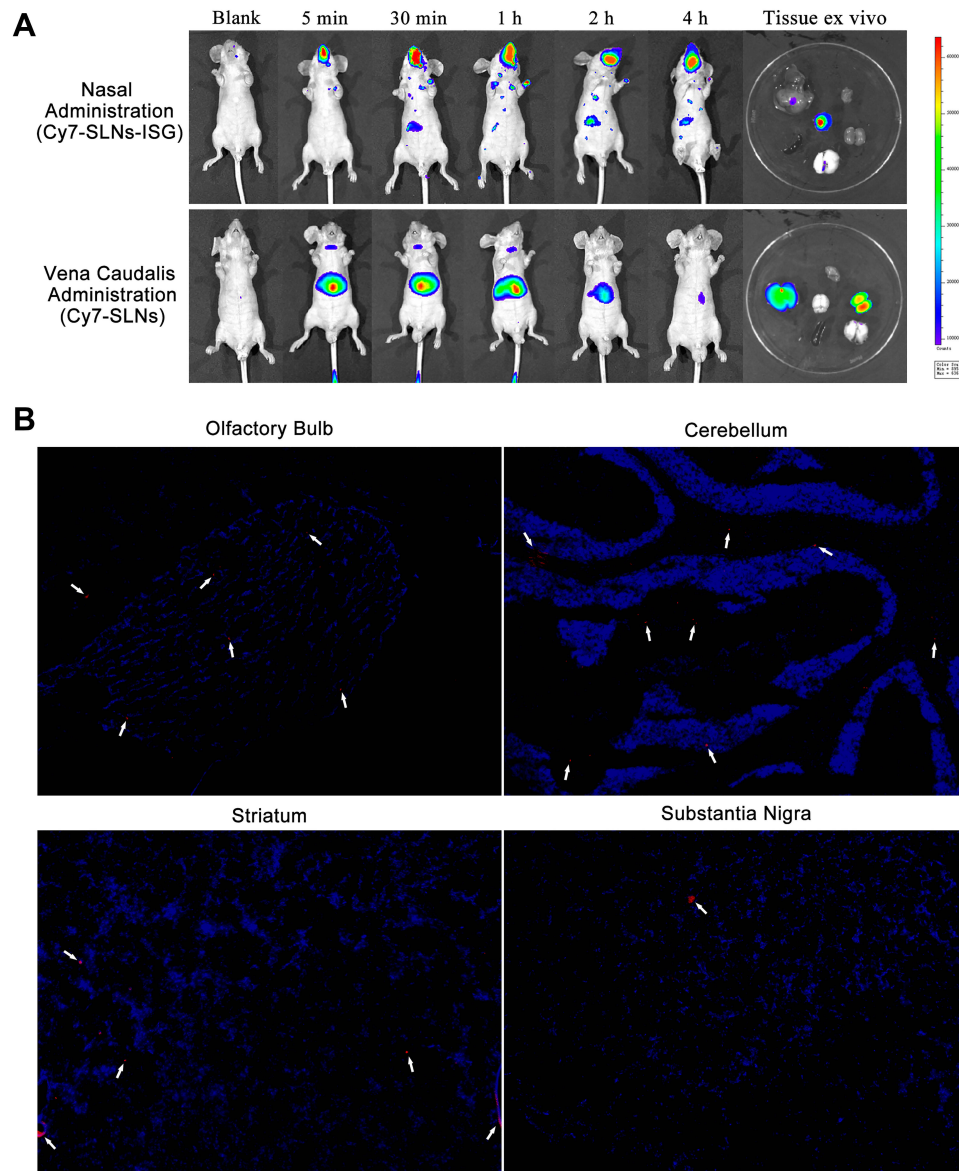 A
Blank 5 min 30 min 1 h 2 h 4 h Tissue ex vivo
Nasal
Administration
(Cy7-SLNs-ISG)
Vena Caudalis
Administration
(Cy7-SLNs)
Counts
B
Olfactory Bulb Cerebellum
Striatum Substantia Nigra